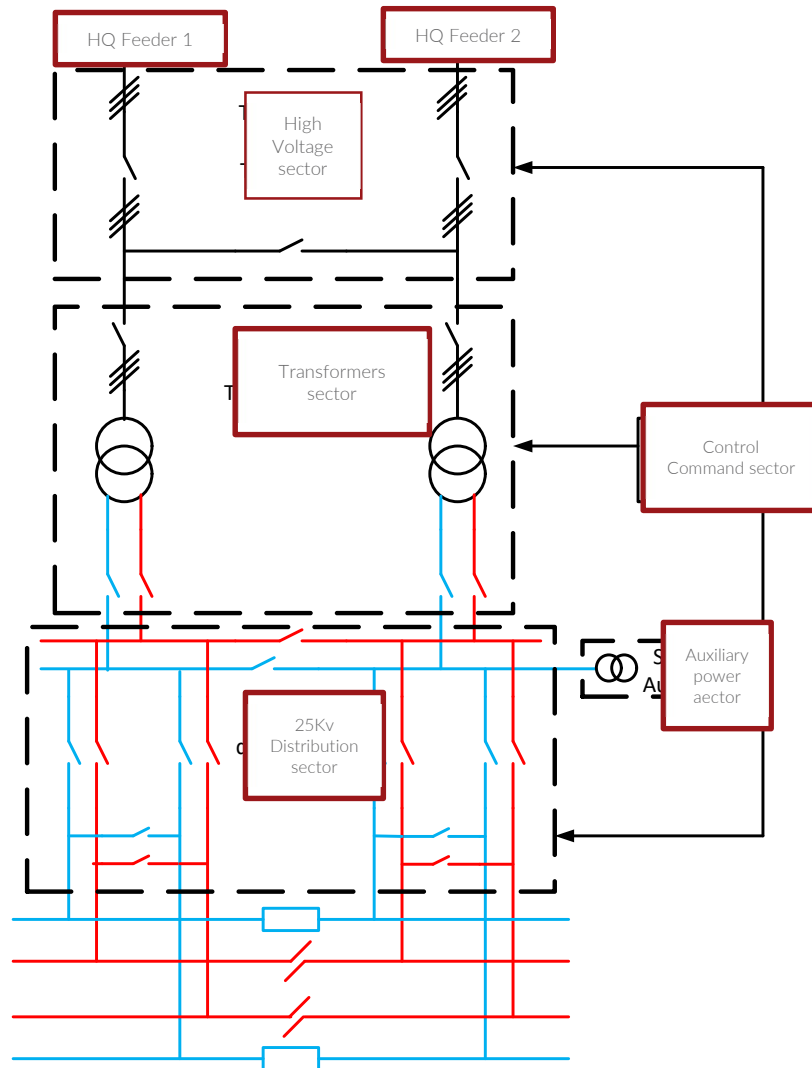 HQ Feeder 1
HQ Feeder 2
High
Voltage
sector
Transformers
sector
Control
Command sector
Auxiliary
power
aector
25Kv
Distribution
sector